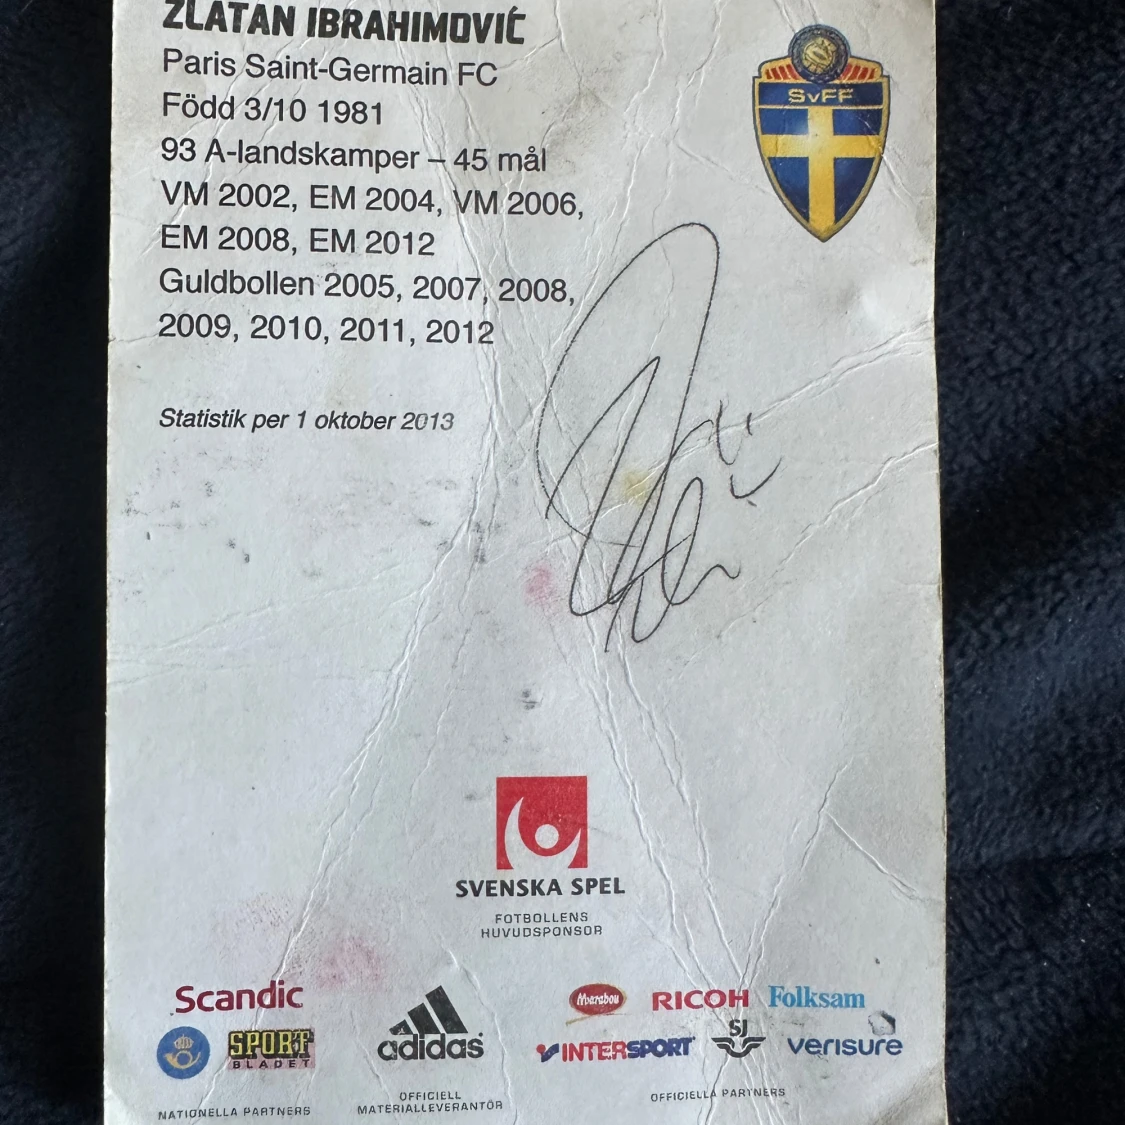 ZLATAN IBRAHIMOVIĆ
Paris Saint-Germain FC
Född 3/10 1981
93 A-landskamper – 45 mål
VM 2002, EM 2004, VM 2006,
EM 2008, EM 2012
Guldbollen 2005, 2007, 2008,
2009, 2010, 2011, 2012
Statistik per 1 oktober 2013
SvFF
SVENSKA SPEL
FOTBOLLENS
HUVUDSPONSOR
Scandic
SPORT
BLADET
NATIONELLA PARTNERS
adidas
OFFICIELL
MATERIALLEVERANTÖR
Marabou
RICOH
Folksam
INTERSPORT
SJ
verisure
OFFICIELLA PARTNERS